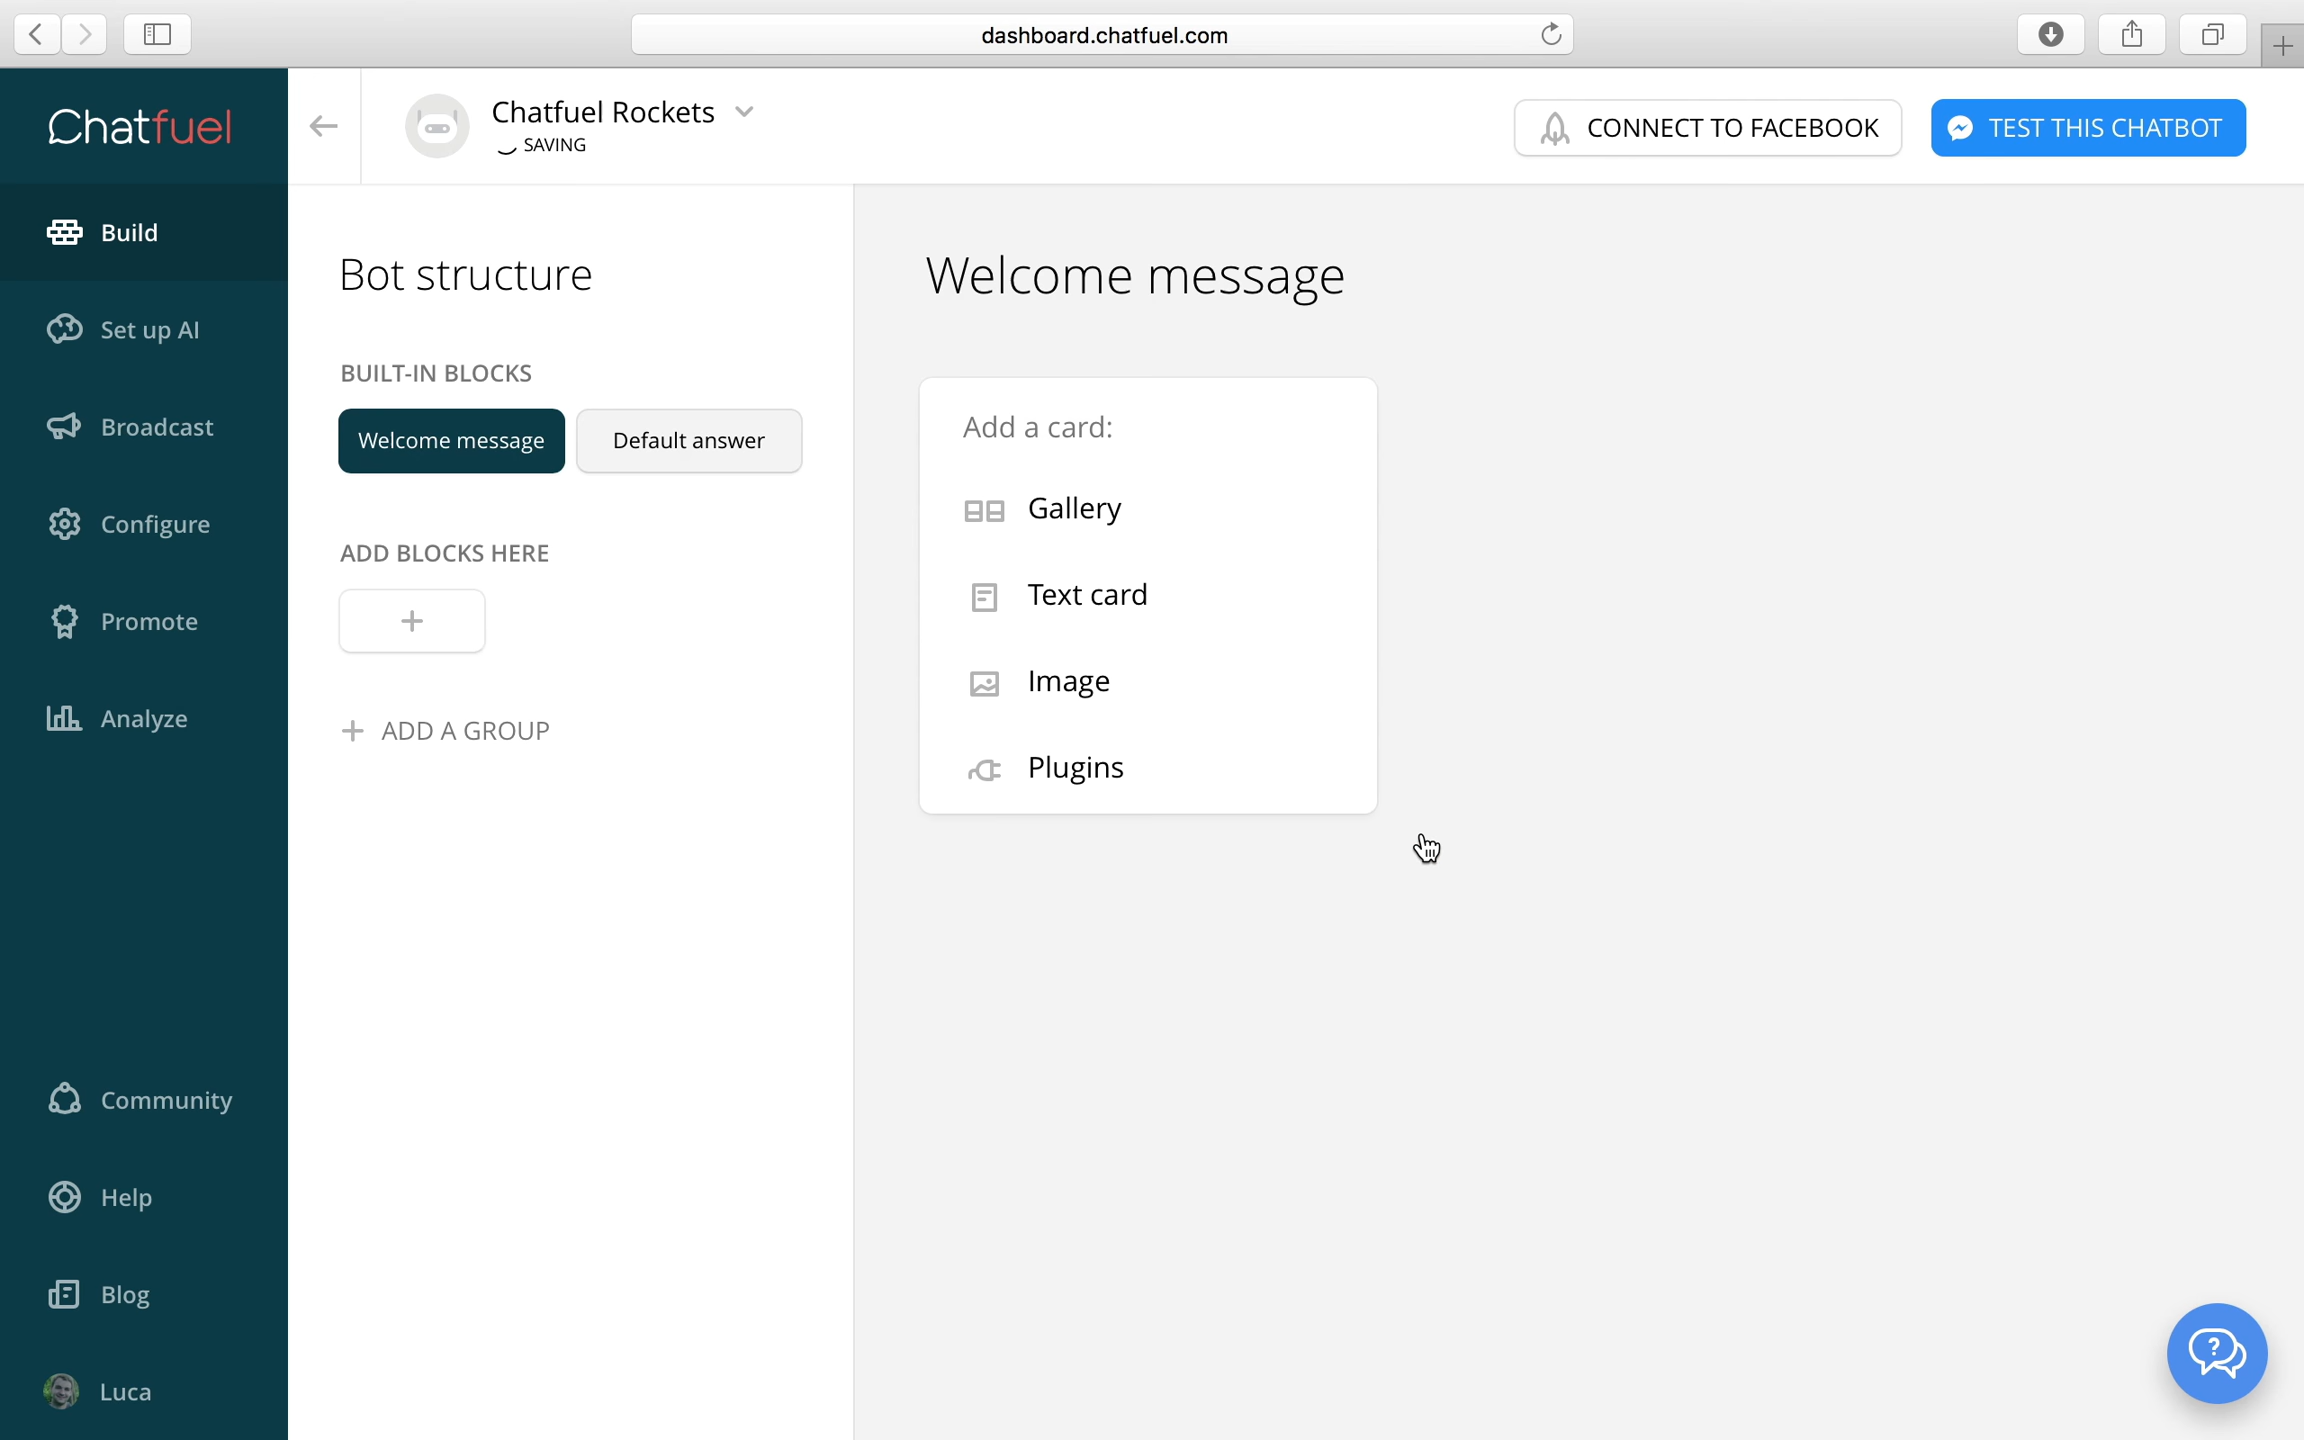 dashboard.chatfuel.com
Chatfuel
Chatfuel Rockets
SAVING
CONNECT TO FACEBOOK
TEST THIS CHATBOT
Build
Set up AI
Broadcast
Configure
Promote
Analyze
Community
Help
Blog
Luca
Bot structure
BUILT-IN BLOCKS
Welcome message
Default answer
ADD BLOCKS HERE
+
+ ADD A GROUP
Welcome message
Add a card:
Gallery
Text card
Image
Plugins
?